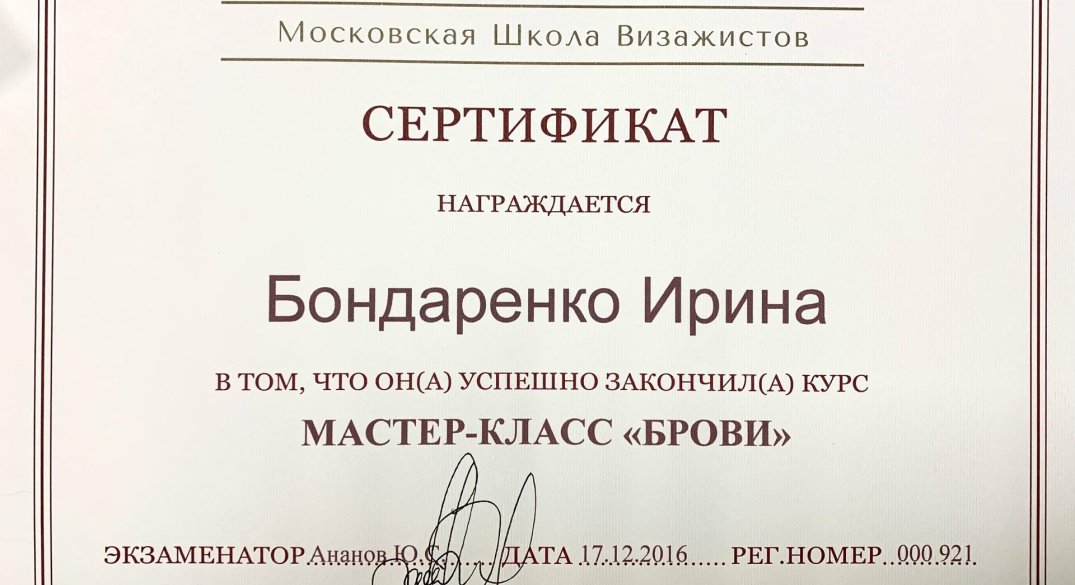 Московская Школа Визажистов
СЕРТИФИКАТ
НАГРАЖДАЕТСЯ
Бондаренко Ирина
В ТОМ, ЧТО ОН(А) УСПЕШНО ЗАКОНЧИЛ(А) КУРС
МАСТЕР-КЛАСС «БРОВИ»
ЭКЗАМЕНАТОР Ананов Ю.С. ДАТА 17.12.2016 РЕГ.НОМЕР 000 921